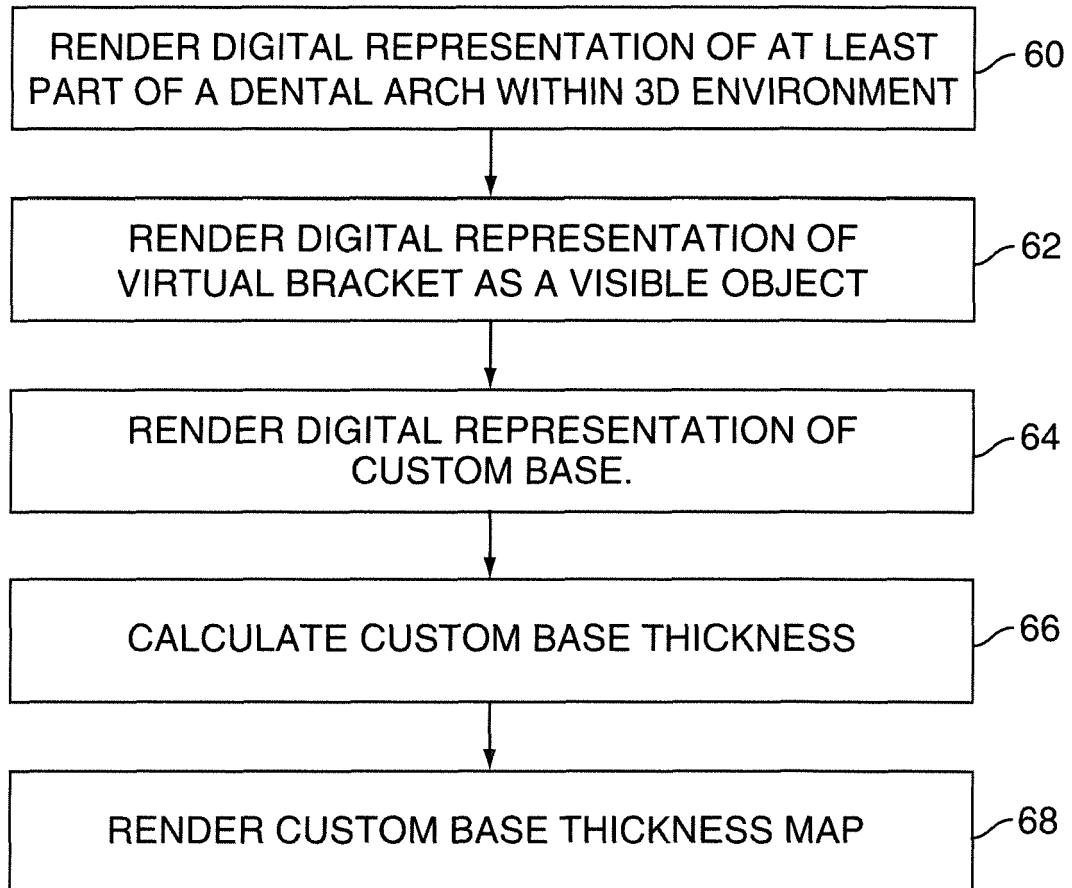 RENDER DIGITAL REPRESENTATION OF AT LEAST
PART OF A DENTAL ARCH WITHIN 3D ENVIRONMENT
60
RENDER DIGITAL REPRESENTATION OF
VIRTUAL BRACKET AS A VISIBLE OBJECT
62
RENDER DIGITAL REPRESENTATION OF
CUSTOM BASE.
64
CALCULATE CUSTOM BASE THICKNESS
66
RENDER CUSTOM BASE THICKNESS MAP
68